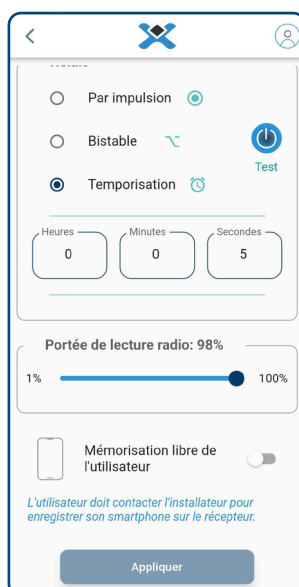 Par impulsion
Bistable
Test
Temporisation
Heures
Minutes
Secondes
0
0
5
Portée de lecture radio: 98%
1%
100%
Mémorisation libre de
l'utilisateur
L'utilisateur doit contacter l'installateur pour
enregistrer son smartphone sur le récepteur.
Appliquer